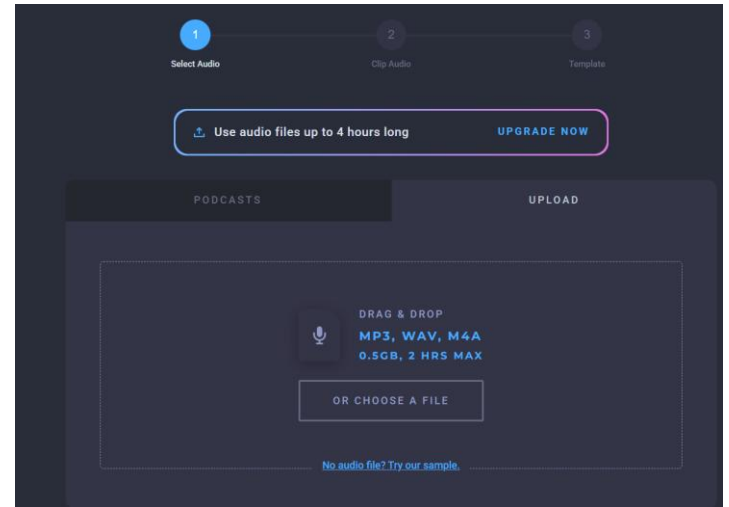 1
2
3
Select Audio
Clip Audio
Template
Use audio files up to 4 hours long
UPGRADE NOW
PODCASTS
UPLOAD
DRAG & DROP
MP3, WAV, M4A
0.5GB, 2 HRS MAX
OR CHOOSE A FILE
No audio file? Try our sample.